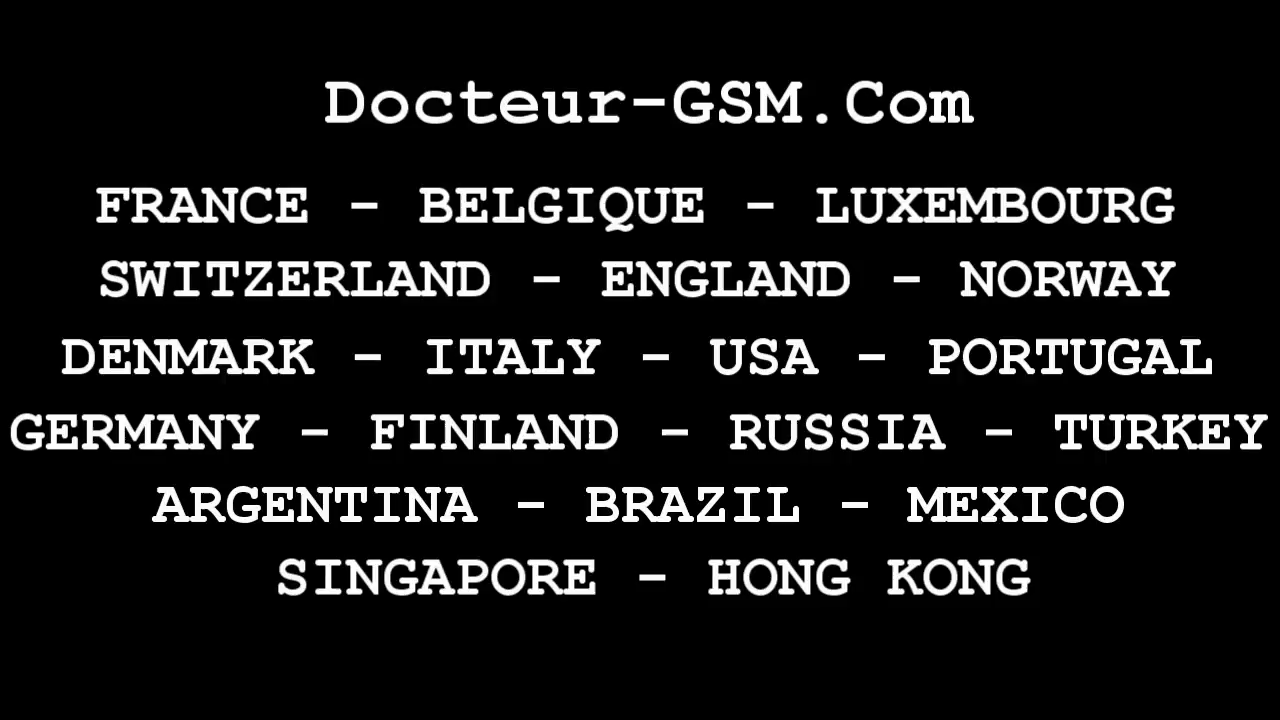 Docteur-GSM.Com
FRANCE - BELGIQUE - LUXEMBOURG
SWITZERLAND - ENGLAND - NORWAY
DENMARK - ITALY - USA - PORTUGAL
GERMANY - FINLAND - RUSSIA - TURKEY
ARGENTINA - BRAZIL - MEXICO
SINGAPORE - HONG KONG